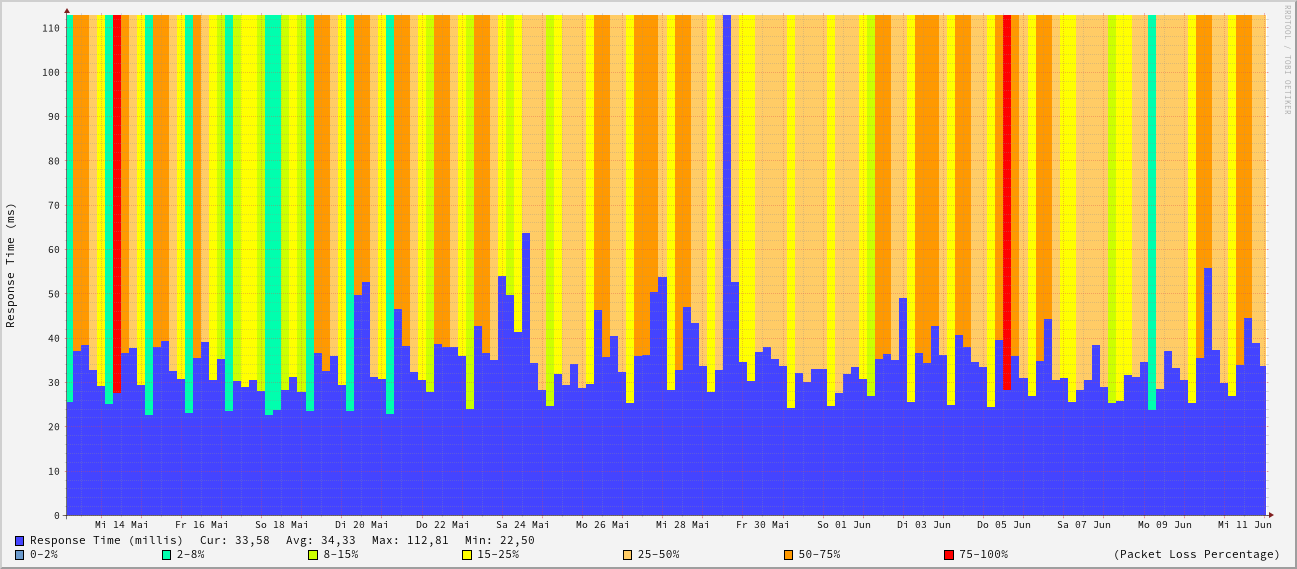 RRDTOOL / TOBI OETIKER
Response Time (ms)
110
100
90
80
70
60
50
40
30
20
10
0
Mi 14 Mai Fr 16 Mai So 18 Mai Di 20 Mai Do 22 Mai Sa 24 Mai Mo 26 Mai Mi 28 Mai Fr 30 Mai So 01 Jun Di 03 Jun Do 05 Jun Sa 07 Jun Mo 09 Jun Mi 11 Jun
Response Time (millis) Cur: 33,58 Avg: 34,33 Max: 112,81 Min: 22,50
0-2% 2-8% 8-15% 15-25% 25-50% 50-75% 75-100% (Packet Loss Percentage)